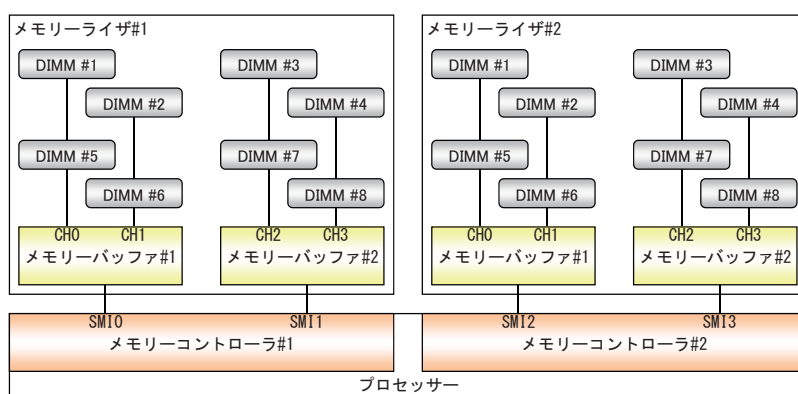 メモリーライザ#1
メモリーライザ#2
DIMM #1
DIMM #3
DIMM #1
DIMM #3
DIMM #2
DIMM #4
DIMM #2
DIMM #4
DIMM #5
DIMM #7
DIMM #5
DIMM #7
DIMM #6
DIMM #8
DIMM #6
DIMM #8
CH0 CH1
CH2 CH3
CH0 CH1
CH2 CH3
メモリーバッファ#1
メモリーバッファ#2
メモリーバッファ#1
メモリーバッファ#2
SMI0
SMI1
SMI2
SMI3
メモリーコントローラ#1
メモリーコントローラ#2
プロセッサー